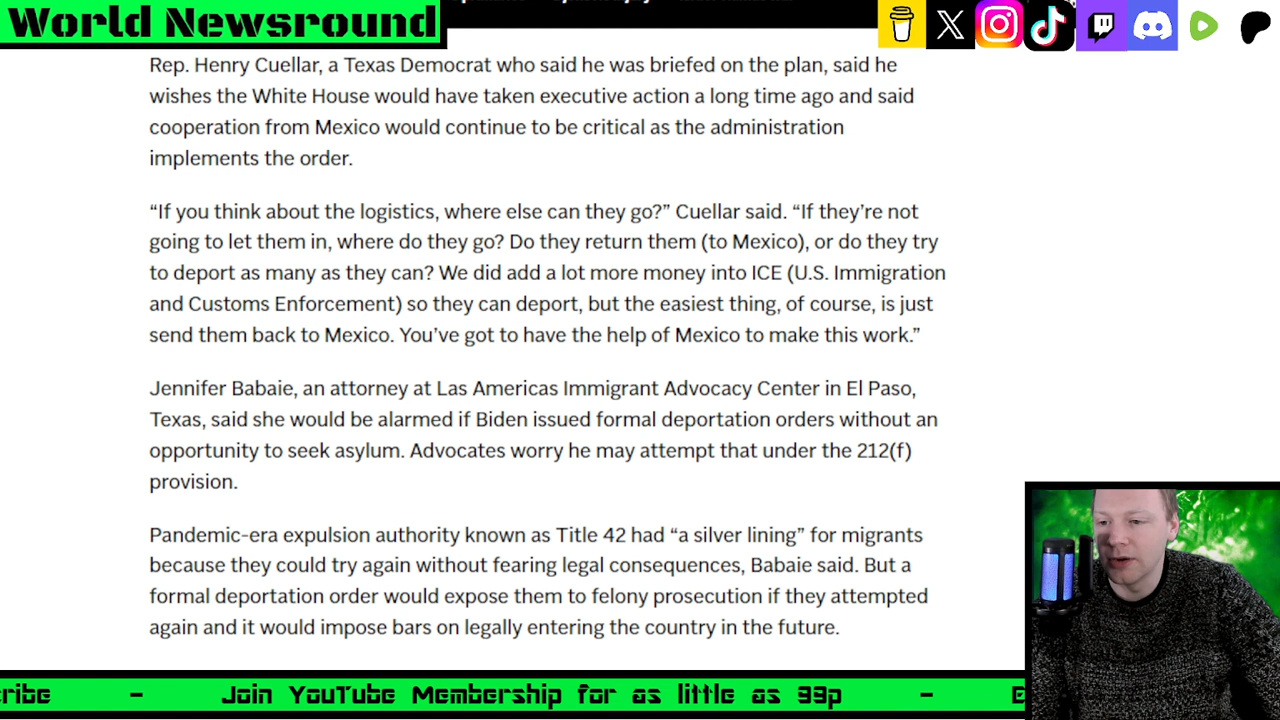 World Newsround
Rep. Henry Cuellar, a Texas Democrat who said he was briefed on the plan, said he
wishes the White House would have taken executive action a long time ago and said
cooperation from Mexico would continue to be critical as the administration
implements the order.
“If you think about the logistics, where else can they go?” Cuellar said. “If they’re not
going to let them in, where do they go? Do they return them (to Mexico), or do they try
to deport as many as they can? We did add a lot more money into ICE (U.S. Immigration
and Customs Enforcement) so they can deport, but the easiest thing, of course, is just
send them back to Mexico. You’ve got to have the help of Mexico to make this work.”
Jennifer Babaie, an attorney at Las Americas Immigrant Advocacy Center in El Paso,
Texas, said she would be alarmed if Biden issued formal deportation orders without an
opportunity to seek asylum. Advocates worry he may attempt that under the 212(f)
provision.
Pandemic-era expulsion authority known as Title 42 had “a silver lining” for migrants
because they could try again without fearing legal consequences, Babaie said. But a
formal deportation order would expose them to felony prosecution if they attempted
again and it would impose bars on legally entering the country in the future.
cribe - Join YouTube Membership for as little as 99p -